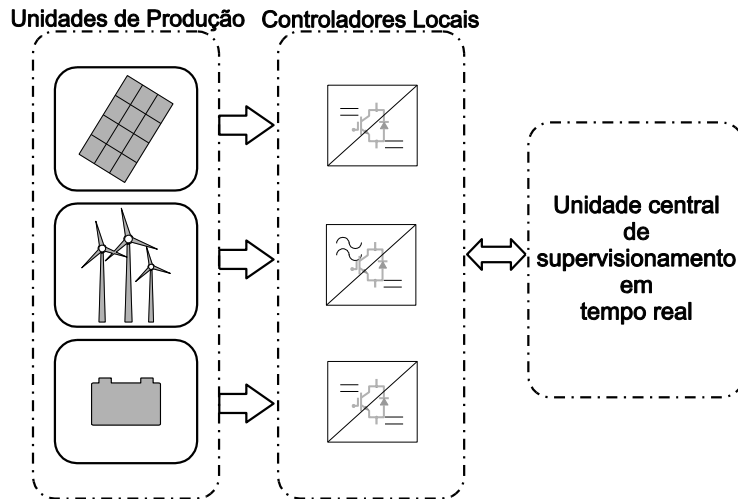 Unidades de Produção
Controladores Locais
Unidade central
de
supervisionamento
em
tempo real